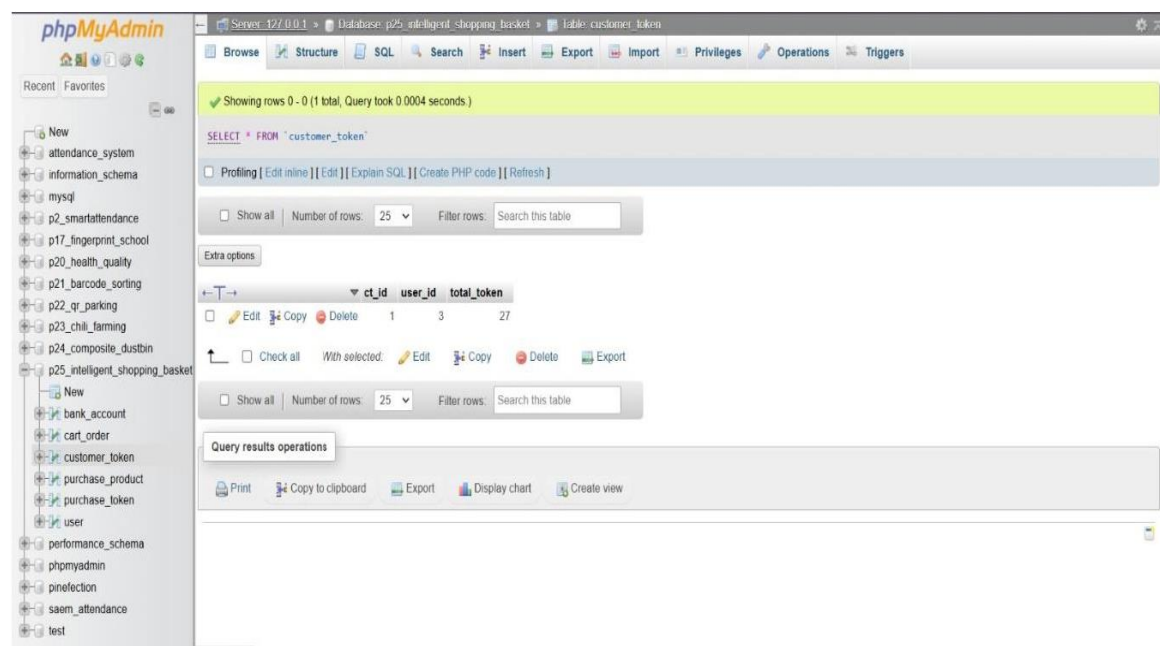 phpMyAdmin
Recent Favorites
New
attendance_system
information_schema
mysql
p2_smartattendance
p17_fingerprint_school
p20_health_quality
p21_barcode_sorting
p22_qr_parking
p23_chili_farming
p24_composite_dustbin
p25_intelligent_shopping_basket
New
bank_account
cart_order
customer_token
purchase_product
purchase_token
user
performance_schema
phpmyadmin
pinefection
saem_attendance
test
Server: 127.0.0.1 » Database: p25_intelligent_shopping_basket » Table: customer_token
Browse Structure SQL Search Insert Export Import Privileges Operations Triggers
Showing rows 0 - 0 (1 total, Query took 0.0004 seconds.)
SELECT * FROM `customer_token`
Profiling [ Edit inline ] [ Edit ] [ Explain SQL ] [ Create PHP code ] [ Refresh ]
Show all | Number of rows: 25 Filter rows: Search this table
Extra options
←T→ ▼ ct_id user_id total_token
Edit Copy Delete 1 3 27
Check all With selected: Edit Copy Delete Export
Show all | Number of rows: 25 Filter rows: Search this table
Query results operations
Print Copy to clipboard Export Display chart Create view